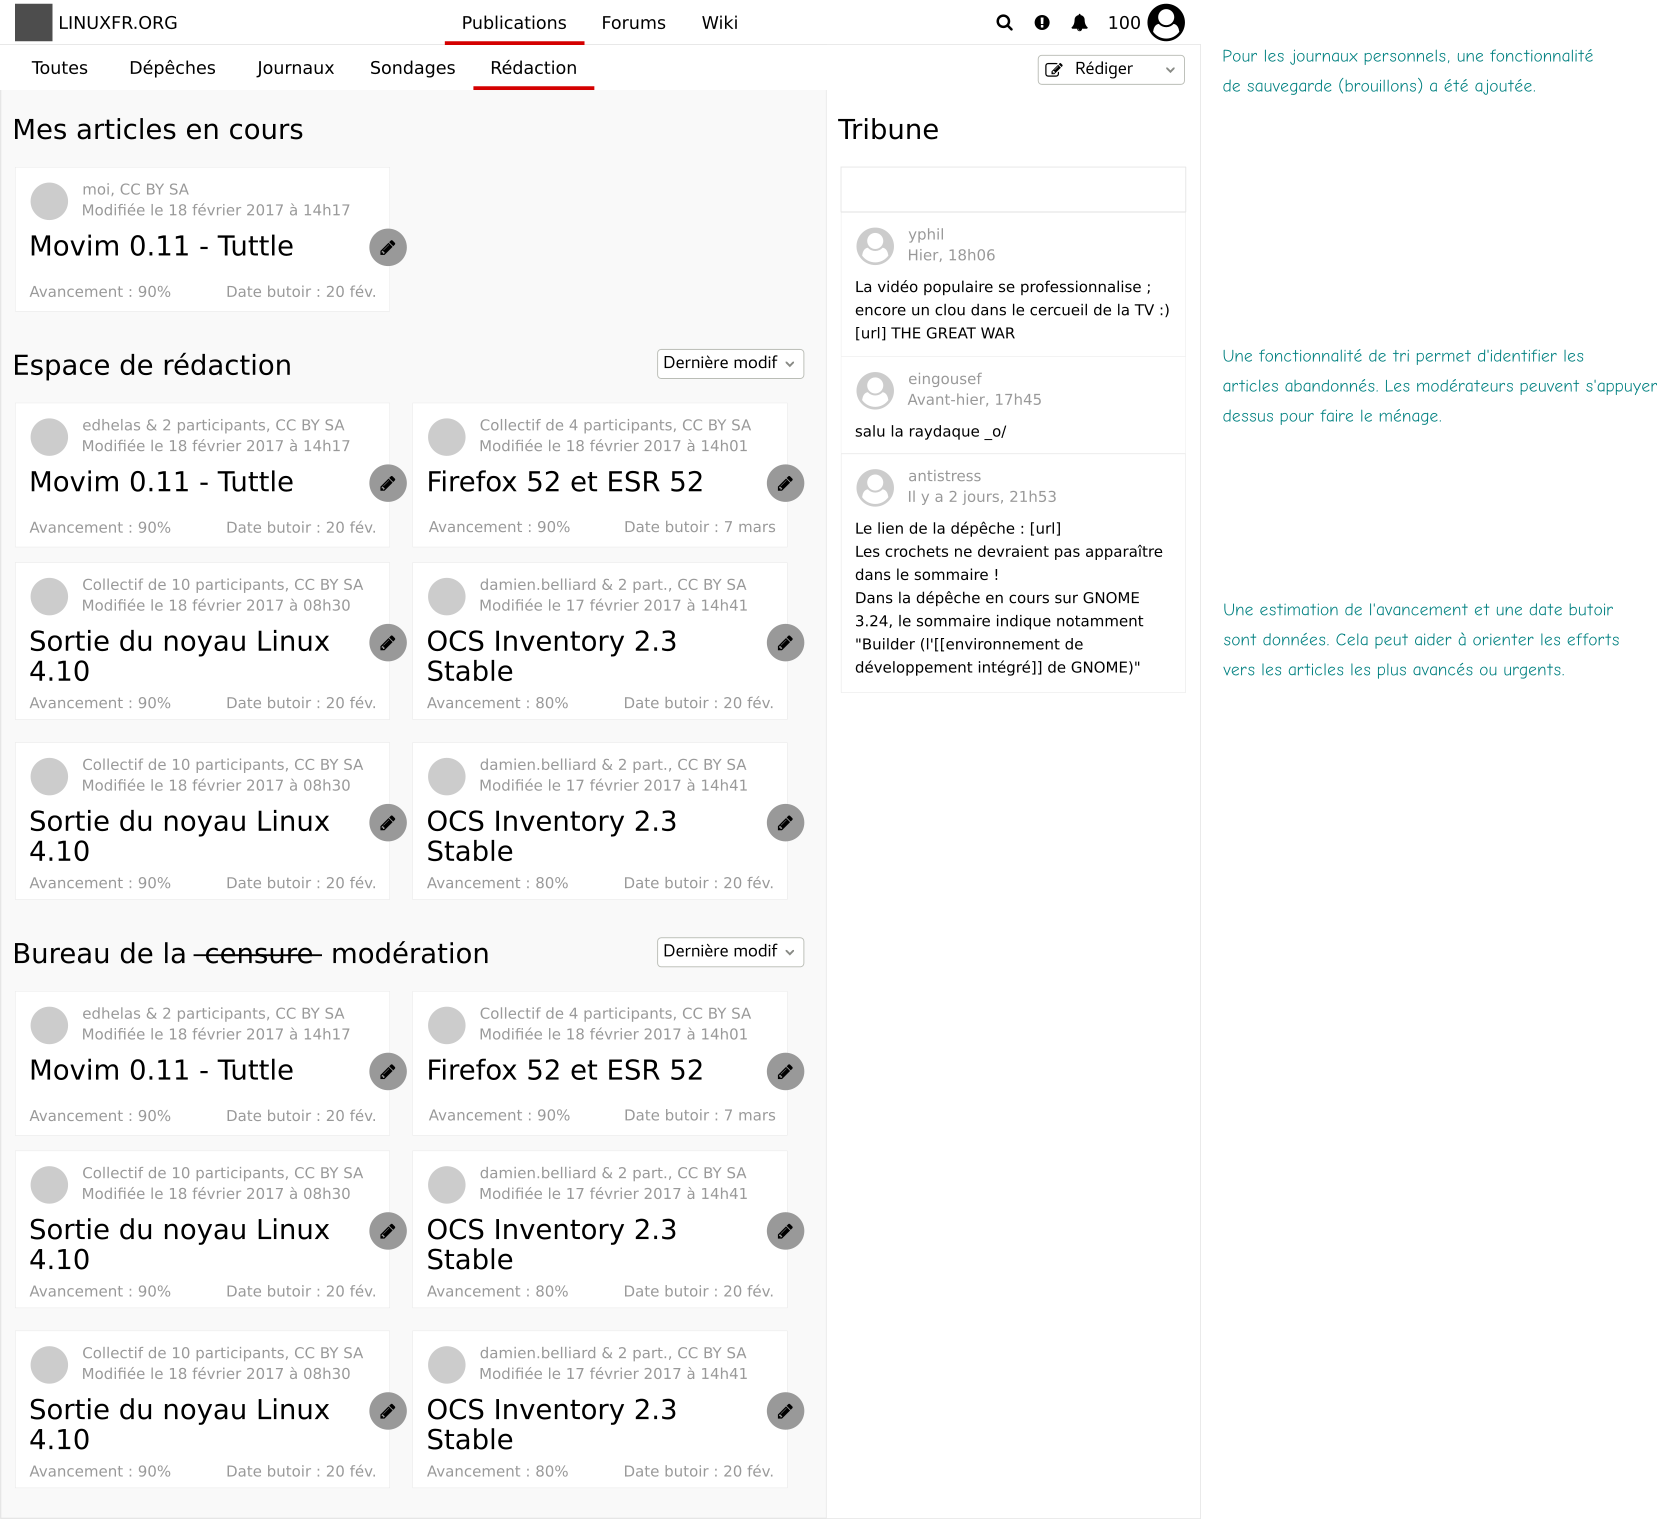 LINUXFR.ORG
Publications Forums Wiki
100
Toutes Dépêches Journaux Sondages Rédaction
Rédiger
Mes articles en cours
moi, CC BY SA
Modifiée le 18 février 2017 à 14h17
Movim 0.11 - Tuttle
Avancement : 90% Date butoir : 20 fév.
Espace de rédaction
Dernière modif
edhelas & 2 participants, CC BY SA
Modifiée le 18 février 2017 à 14h17
Movim 0.11 - Tuttle
Avancement : 90% Date butoir : 20 fév.
Collectif de 4 participants, CC BY SA
Modifiée le 18 février 2017 à 14h01
Firefox 52 et ESR 52
Avancement : 90% Date butoir : 7 mars
Collectif de 10 participants, CC BY SA
Modifiée le 18 février 2017 à 08h30
Sortie du noyau Linux
4.10
Avancement : 90% Date butoir : 20 fév.
damien.belliard & 2 part., CC BY SA
Modifiée le 17 février 2017 à 14h41
OCS Inventory 2.3
Stable
Avancement : 80% Date butoir : 20 fév.
Collectif de 10 participants, CC BY SA
Modifiée le 18 février 2017 à 08h30
Sortie du noyau Linux
4.10
Avancement : 90% Date butoir : 20 fév.
damien.belliard & 2 part., CC BY SA
Modifiée le 17 février 2017 à 14h41
OCS Inventory 2.3
Stable
Avancement : 80% Date butoir : 20 fév.
Bureau de la censure modération
Dernière modif
edhelas & 2 participants, CC BY SA
Modifiée le 18 février 2017 à 14h17
Movim 0.11 - Tuttle
Avancement : 90% Date butoir : 20 fév.
Collectif de 4 participants, CC BY SA
Modifiée le 18 février 2017 à 14h01
Firefox 52 et ESR 52
Avancement : 90% Date butoir : 7 mars
Collectif de 10 participants, CC BY SA
Modifiée le 18 février 2017 à 08h30
Sortie du noyau Linux
4.10
Avancement : 90% Date butoir : 20 fév.
damien.belliard & 2 part., CC BY SA
Modifiée le 17 février 2017 à 14h41
OCS Inventory 2.3
Stable
Avancement : 80% Date butoir : 20 fév.
Collectif de 10 participants, CC BY SA
Modifiée le 18 février 2017 à 08h30
Sortie du noyau Linux
4.10
Avancement : 90% Date butoir : 20 fév.
damien.belliard & 2 part., CC BY SA
Modifiée le 17 février 2017 à 14h41
OCS Inventory 2.3
Stable
Avancement : 80% Date butoir : 20 fév.
Tribune
yphil
Hier, 18h06
La vidéo populaire se professionnalise ;
encore un clou dans le cercueil de la TV :)
[url] THE GREAT WAR
eingousef
Avant-hier, 17h45
salu la raydaque _o/
antistress
Il y a 2 jours, 21h53
Le lien de la dépêche : [url]
Les crochets ne devraient pas apparaître
dans le sommaire !
Dans la dépêche en cours sur GNOME
3.24, le sommaire indique notamment
"Builder (l'[[environnement de
développement intégré]] de GNOME)"
Pour les journaux personnels, une fonctionnalité
de sauvegarde (brouillons) a été ajoutée.
Une fonctionnalité de tri permet d'identifier les
articles abandonnés. Les modérateurs peuvent s'appuyer
dessus pour faire le ménage.
Une estimation de l'avancement et une date butoir
sont données. Cela peut aider à orienter les efforts
vers les articles les plus avancés ou urgents.